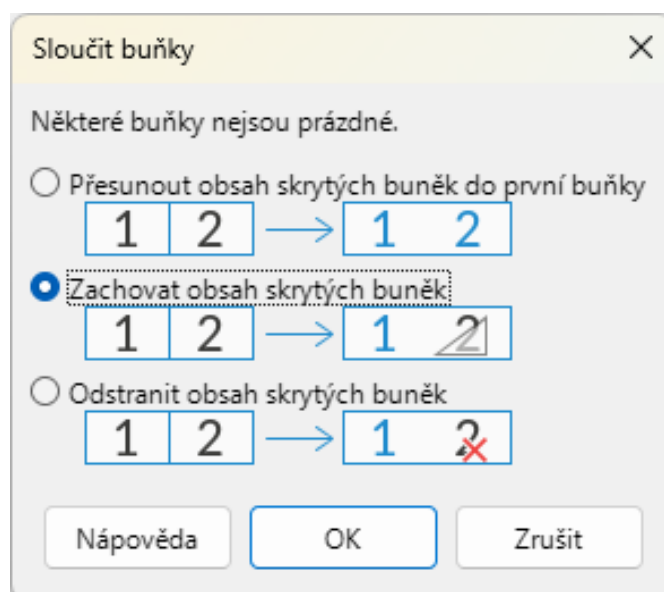 Sloučit buňky
Některé buňky nejsou prázdné.
Přesunout obsah skrytých buněk do první buňky
1 2 1 2
Zachovat obsah skrytých buněk
1 2 1 2
Odstranit obsah skrytých buněk
1 2 1 2
Nápověda OK Zrušit